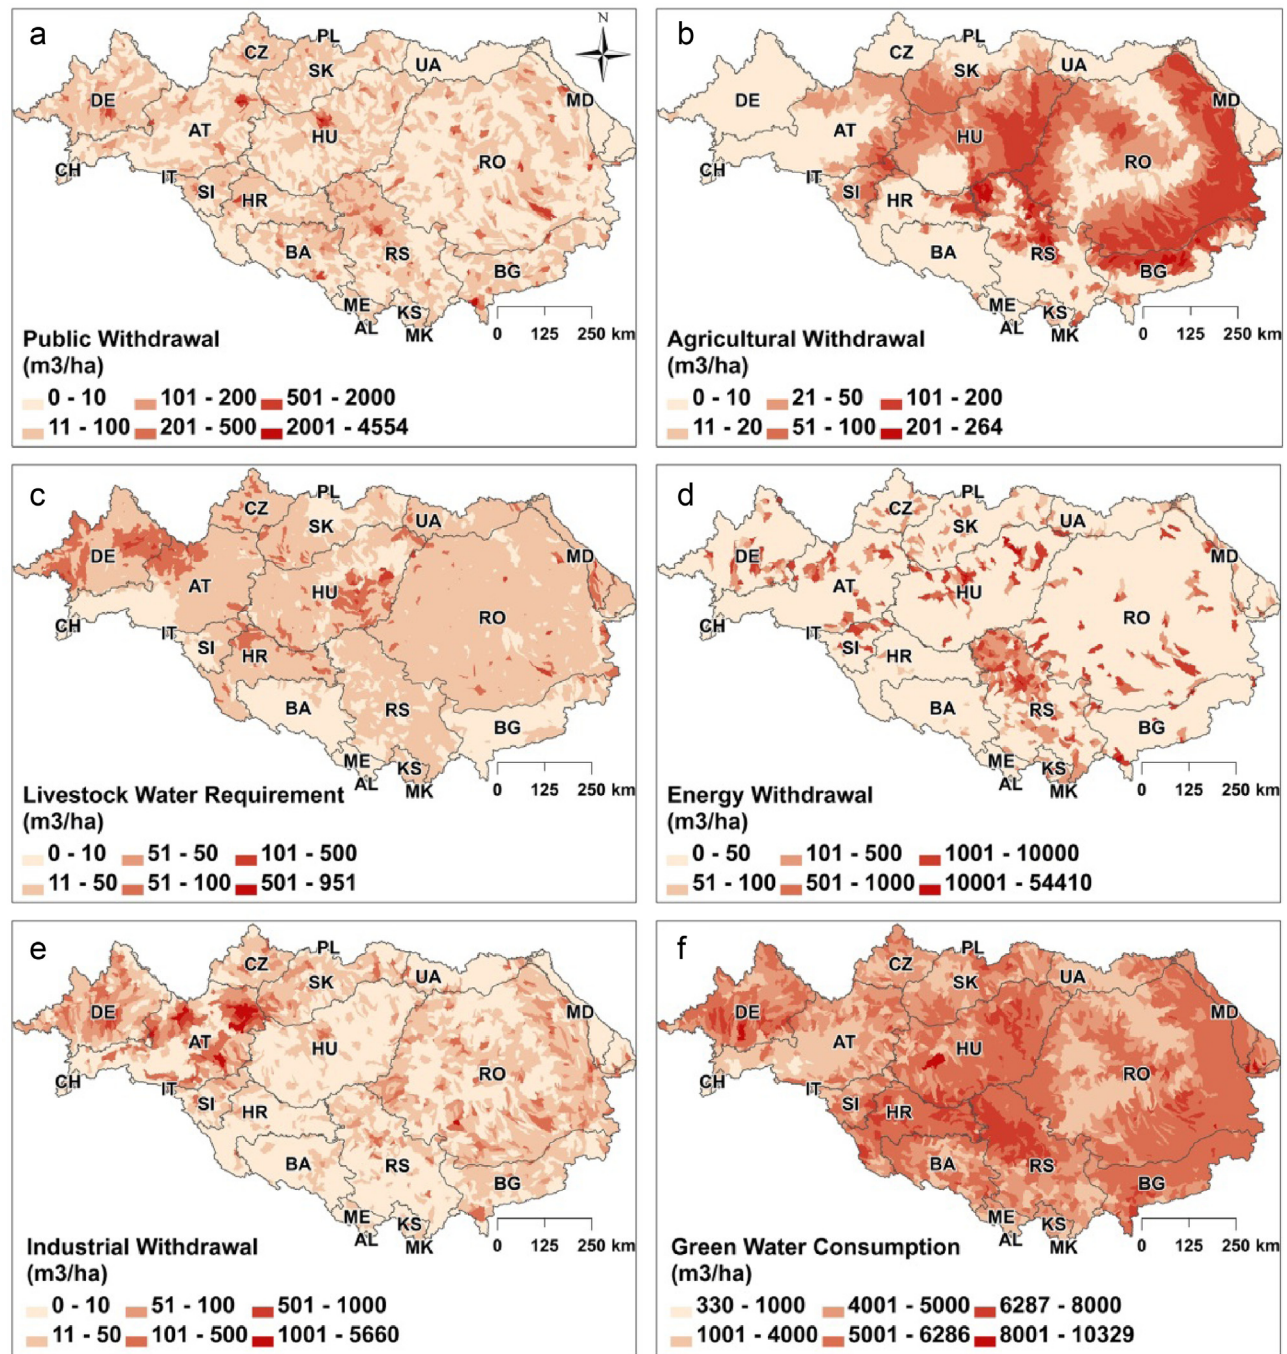 a
N
CZ
PL
SK
UA
DE
MD
AT
HU
RO
CH
IT
SI
HR
BA
RS
BG
ME
KS
AL
MK
0 125 250 km
Public Withdrawal
(m3/ha)
0 - 10 101 - 200 501 - 2000
11 - 100 201 - 500 2001 - 4554
b
CZ
PL
SK
UA
DE
MD
AT
HU
RO
CH
IT
SI
HR
BA
RS
BG
ME
KS
AL
MK
0 125 250 km
Agricultural Withdrawal
(m3/ha)
0 - 10 21 - 50 101 - 200
11 - 20 51 - 100 201 - 264
c
CZ
PL
SK
UA
DE
MD
AT
HU
RO
CH
IT
SI
HR
BA
RS
BG
ME
KS
AL
MK
0 125 250 km
Livestock Water Requirement
(m3/ha)
0 - 10 51 - 50 101 - 500
11 - 50 51 - 100 501 - 951
d
CZ
PL
SK
UA
DE
MD
AT
HU
RO
CH
IT
SI
HR
BA
RS
BG
ME
KS
AL
MK
0 125 250 km
Energy Withdrawal
(m3/ha)
0 - 50 101 - 500 1001 - 10000
51 - 100 501 - 1000 10001 - 54410
e
CZ
PL
SK
UA
DE
MD
AT
HU
RO
CH
IT
SI
HR
BA
RS
BG
ME
KS
AL
MK
0 125 250 km
Industrial Withdrawal
(m3/ha)
0 - 10 51 - 100 501 - 1000
11 - 50 101 - 500 1001 - 5660
f
CZ
PL
SK
UA
DE
MD
AT
HU
RO
CH
IT
SI
HR
BA
RS
BG
ME
KS
AL
MK
0 125 250 km
Green Water Consumption
(m3/ha)
330 - 1000 4001 - 5000 6287 - 8000
1001 - 4000 5001 - 6286 8001 - 10329